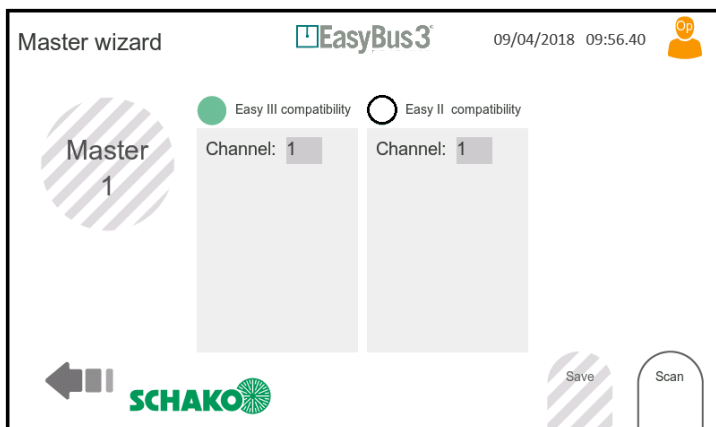 Master wizard
EasyBus3
09/04/2018 09:56.40
Op
Easy III compatibility
Easy II compatibility
Master
1
Channel: 1
Channel: 1
Save
Scan
SCHAKO